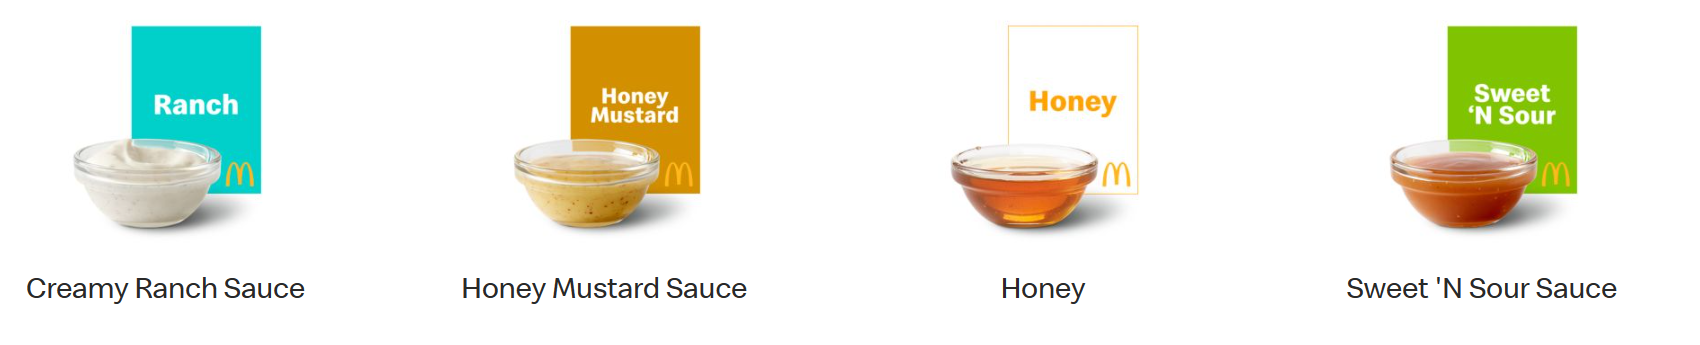 Ranch
Honey
Mustard
Honey
Sweet
‘N Sour
Creamy Ranch Sauce
Honey Mustard Sauce
Honey
Sweet 'N Sour Sauce